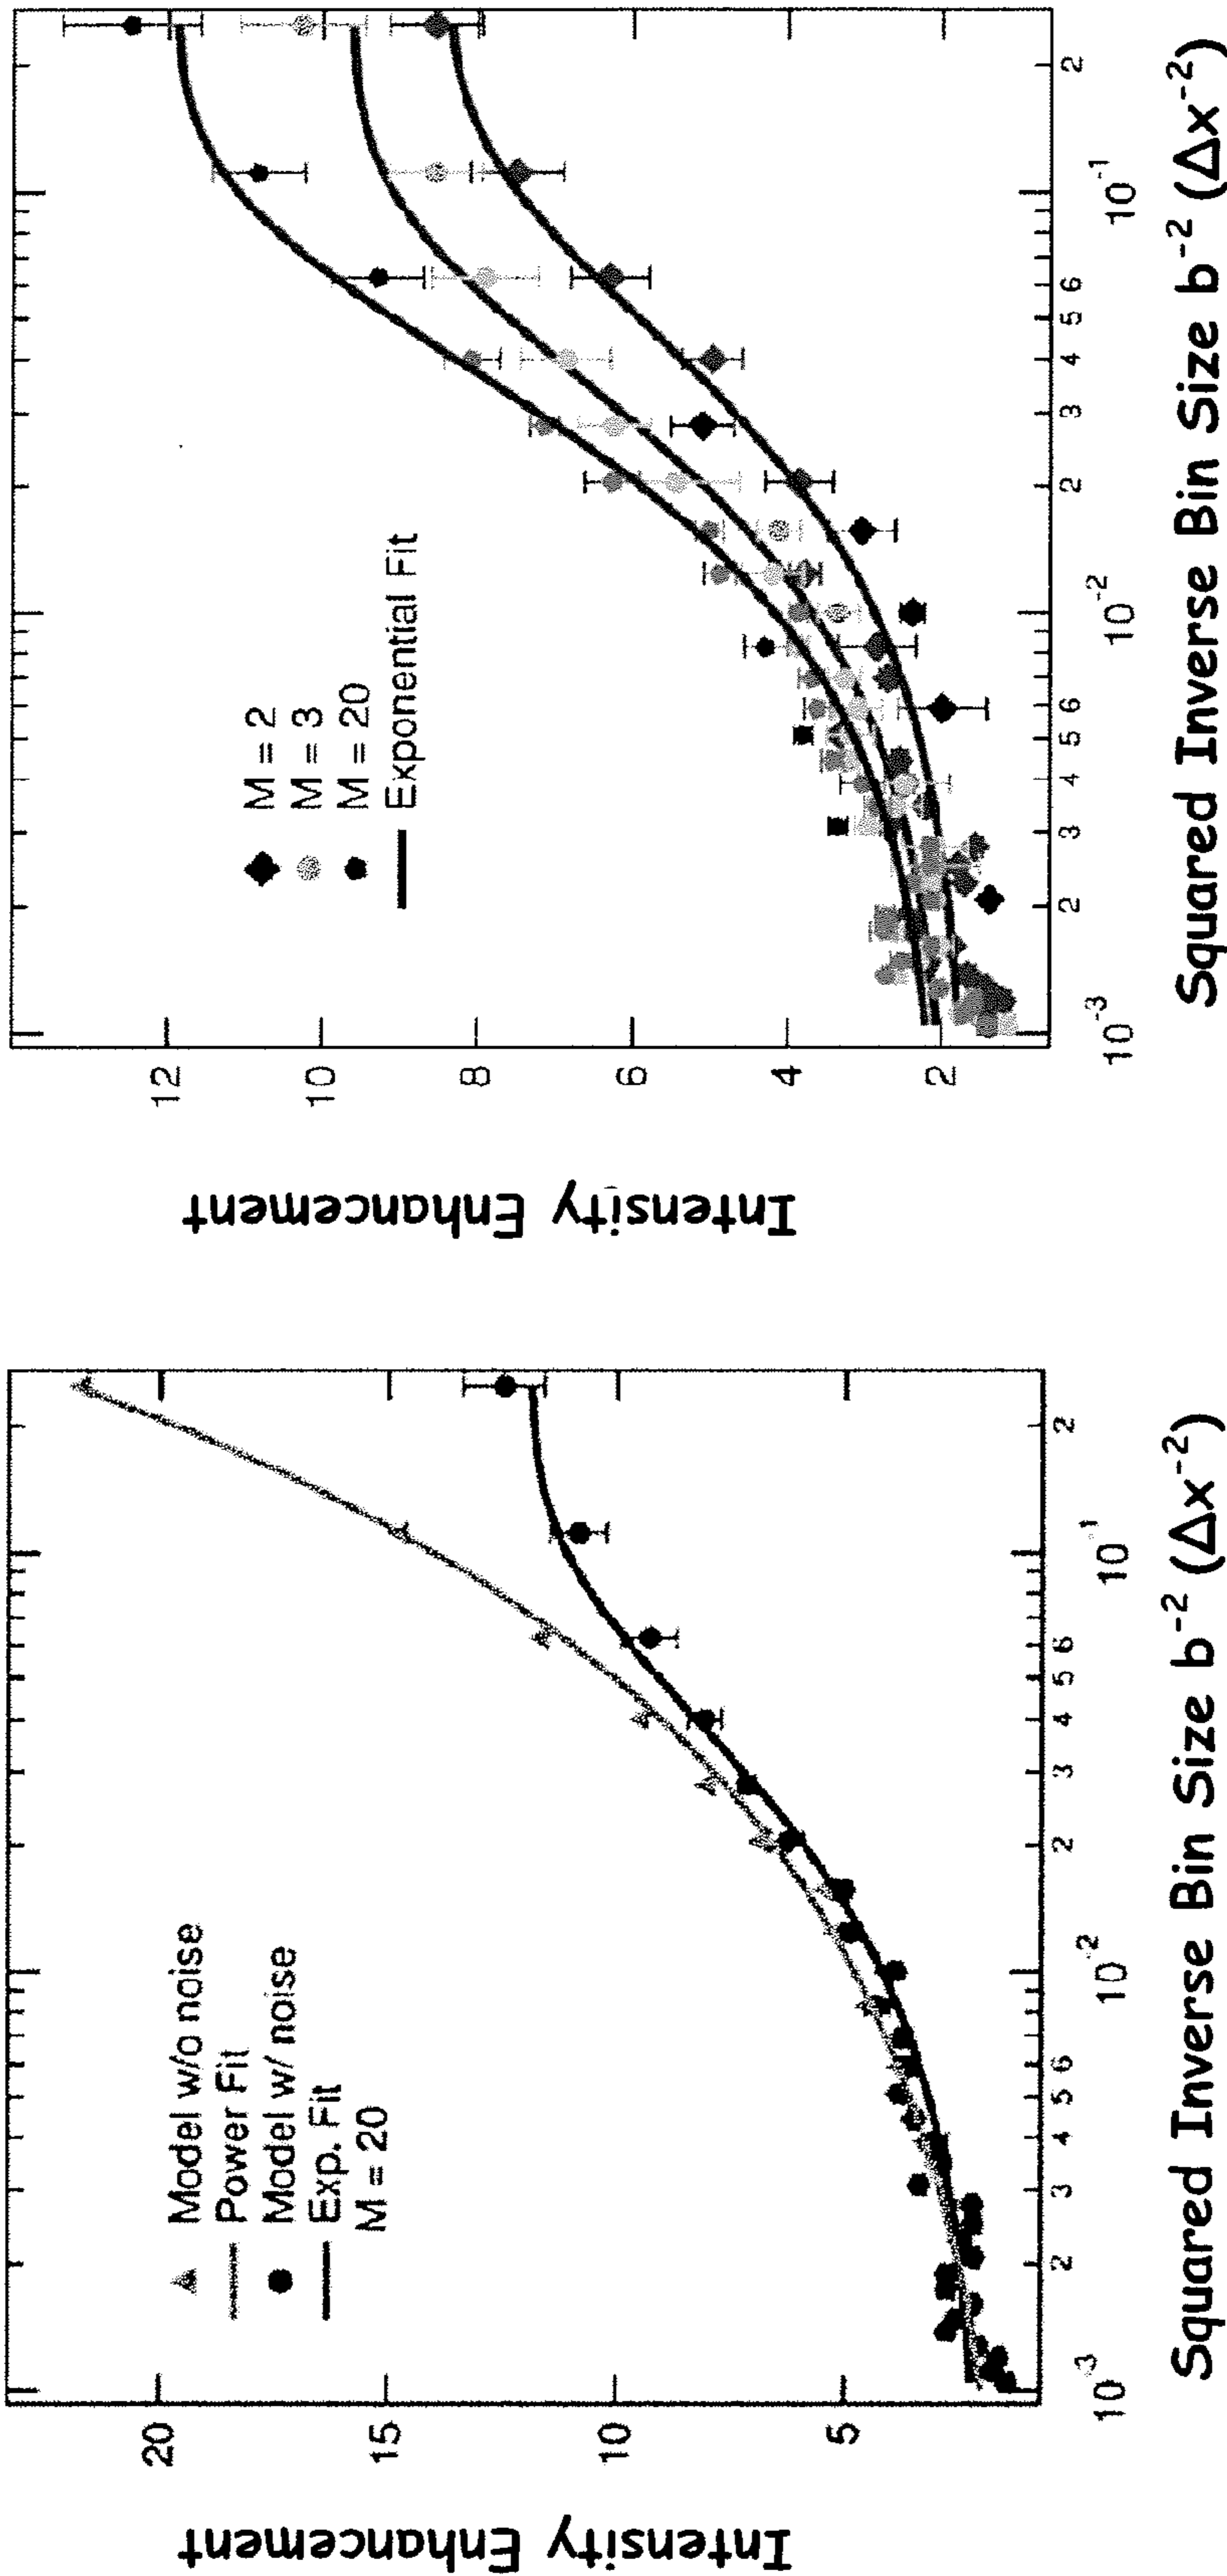 Intensity Enhancement
20
15
10
5
Model w/o noise
Power Fit
Model w/ noise
Exp. Fit
M = 20
10⁻³
2
3
4
5
6
10⁻²
2
3
4
5
6
10⁻¹
2
Squared Inverse Bin Size b⁻² (Δx⁻²)
Intensity Enhancement
12
10
8
6
4
2
M = 2
M = 3
M = 20
Exponential Fit
10⁻³
2
3
4
5
6
10⁻²
2
3
4
5
6
10⁻¹
2
Squared Inverse Bin Size b⁻² (Δx⁻²)